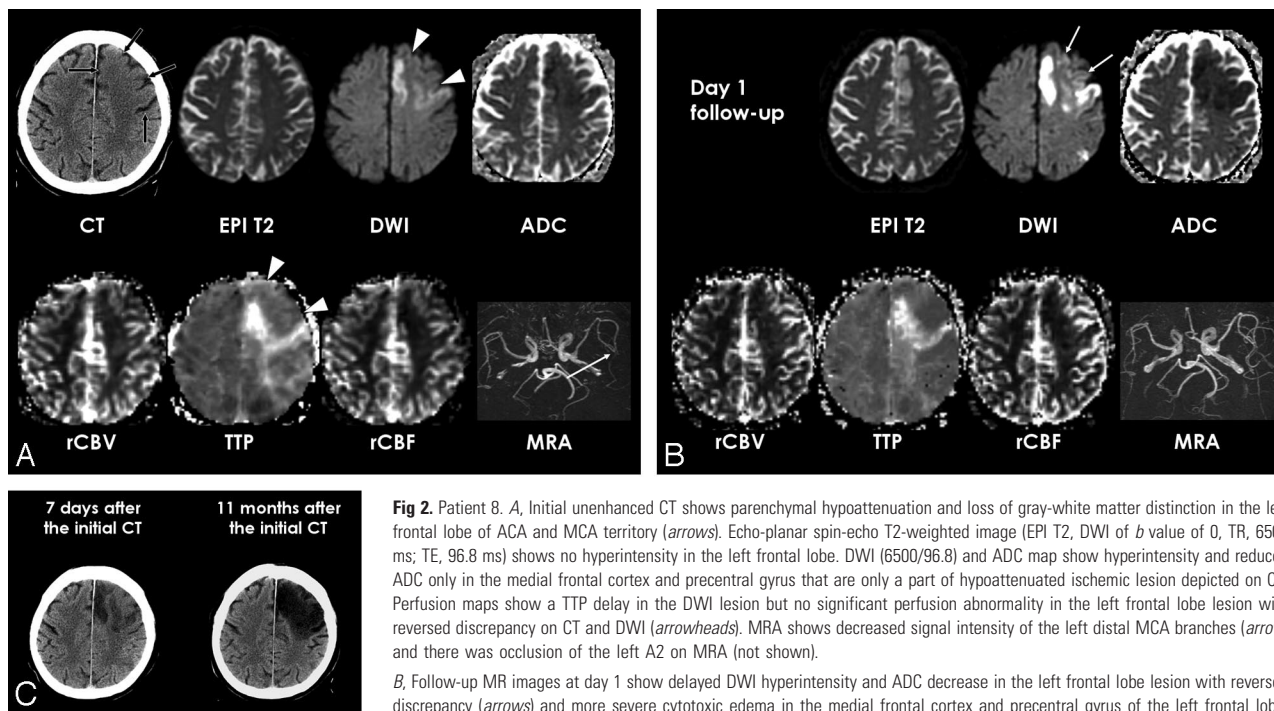 CT
EPI T2
DWI
ADC
rCBV
TTP
rCBF
MRA
A
Day 1
follow-up
EPI T2
DWI
ADC
rCBV
TTP
rCBF
MRA
B
7 days after
the initial CT
11 months after
the initial CT
C
Fig 2. Patient 8. A, Initial unenhanced CT shows parenchymal hypoattenuation and loss of gray-white matter distinction in the le
frontal lobe of ACA and MCA territory (arrows). Echo-planar spin-echo T2-weighted image (EPI T2, DWI of b value of 0, TR, 650
ms; TE, 96.8 ms) shows no hyperintensity in the left frontal lobe. DWI (6500/96.8) and ADC map show hyperintensity and reduce
ADC only in the medial frontal cortex and precentral gyrus that are only a part of hypoattenuated ischemic lesion depicted on C
Perfusion maps show a TTP delay in the DWI lesion but no significant perfusion abnormality in the left frontal lobe lesion wi
reversed discrepancy on CT and DWI (arrowheads). MRA shows decreased signal intensity of the left distal MCA branches (arro
and there was occlusion of the left A2 on MRA (not shown).
B, Follow-up MR images at day 1 show delayed DWI hyperintensity and ADC decrease in the left frontal lobe lesion with reverse
discrepancy (arrows) and more severe cytotoxic edema in the medial frontal cortex and precentral gyrus of the left frontal lob